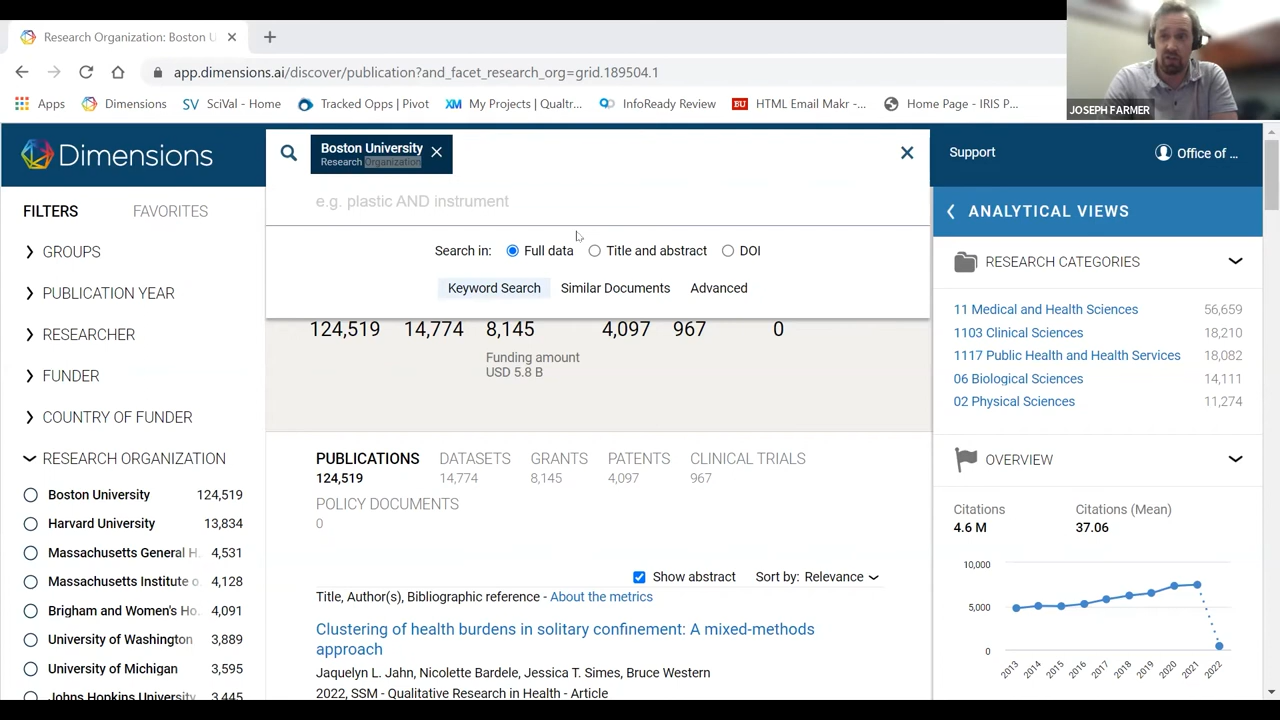 Research Organization: Boston U
app.dimensions.ai/discover/publication?and_facet_research_org=grid.189504.1
JOSEPH FARMER
Apps
Dimensions
SV SciVal - Home
Tracked Opps | Pivot
XM My Projects | Qualtr...
InfoReady Review
BU HTML Email Makr -...
Home Page - IRIS P...
Dimensions
Boston University
Research Organization
e.g. plastic AND instrument
Search in: Full data Title and abstract DOI
Keyword Search Similar Documents Advanced
Support
Office of ...
FILTERS FAVORITES
GROUPS
PUBLICATION YEAR
RESEARCHER
FUNDER
COUNTRY OF FUNDER
RESEARCH ORGANIZATION
Boston University 124,519
Harvard University 13,834
Massachusetts General H. 4,531
Massachusetts Institute o. 4,128
Brigham and Women's Ho. 4,091
University of Washington 3,889
University of Michigan 3,595
Johns Hopkins University 3,445
124,519 14,774 8,145 4,097 967 0
Funding amount
USD 5.8 B
PUBLICATIONS DATASETS GRANTS PATENTS CLINICAL TRIALS
124,519 14,774 8,145 4,097 967
POLICY DOCUMENTS
0
Show abstract Sort by: Relevance
Title, Author(s), Bibliographic reference - About the metrics
Clustering of health burdens in solitary confinement: A mixed-methods
approach
Jaquelyn L. Jahn, Nicolette Bardele, Jessica T. Simes, Bruce Western
2022, SSM - Qualitative Research in Health - Article
ANALYTICAL VIEWS
RESEARCH CATEGORIES
11 Medical and Health Sciences 56,659
1103 Clinical Sciences 18,210
1117 Public Health and Health Services 18,082
06 Biological Sciences 14,111
02 Physical Sciences 11,274
OVERVIEW
Citations Citations (Mean)
4.6 M 37.06
10,000
5,000
0
2013 2014 2015 2016 2017 2018 2019 2020 2021 2022